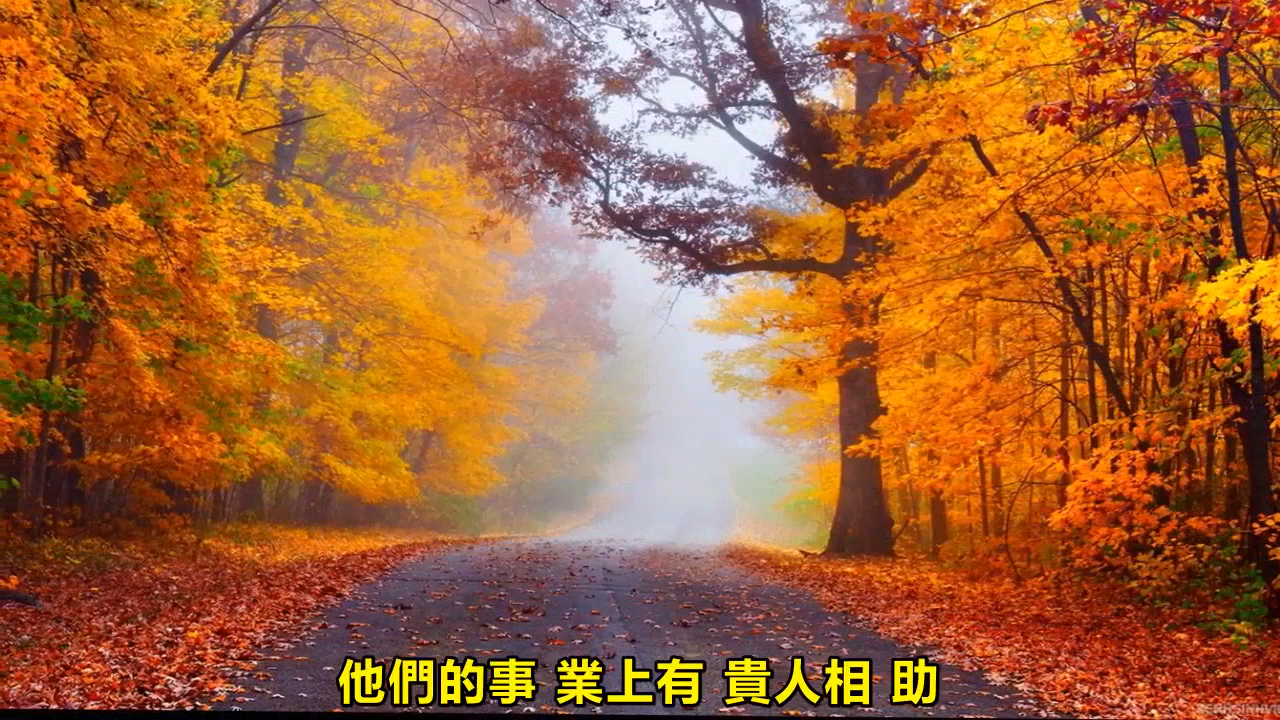 他們的事 業上有 貴人相 助